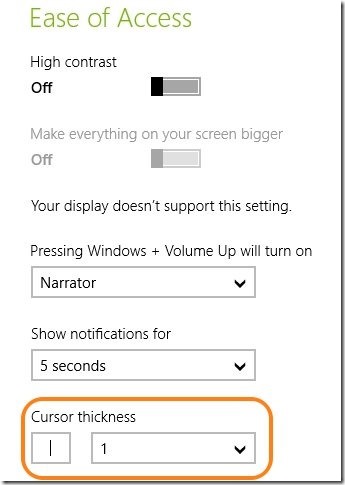 Ease of Access
High contrast
Off
Make everything on your screen bigger
Off
Your display doesn't support this setting.
Pressing Windows + Volume Up will turn on
Narrator
Show notifications for
5 seconds
Cursor thickness
1